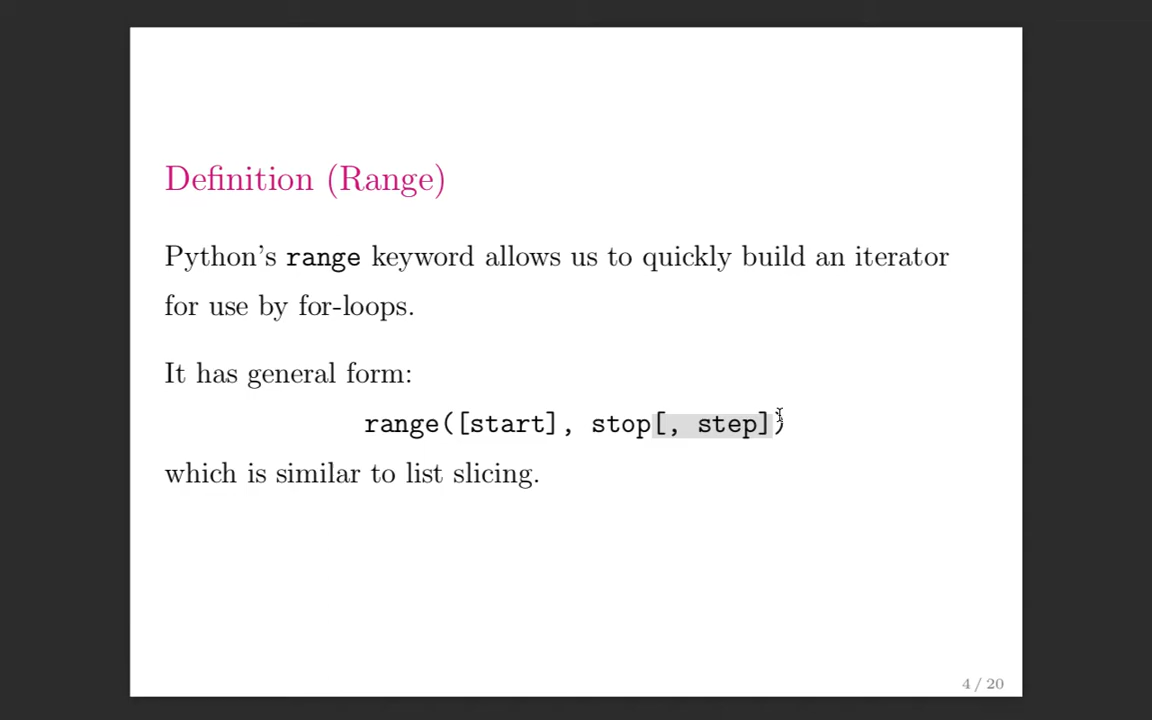 Definition (Range)
Python's range keyword allows us to quickly build an iterator
for use by for-loops.
It has general form:
range([start], stop[, step])
which is similar to list slicing.
4 / 20